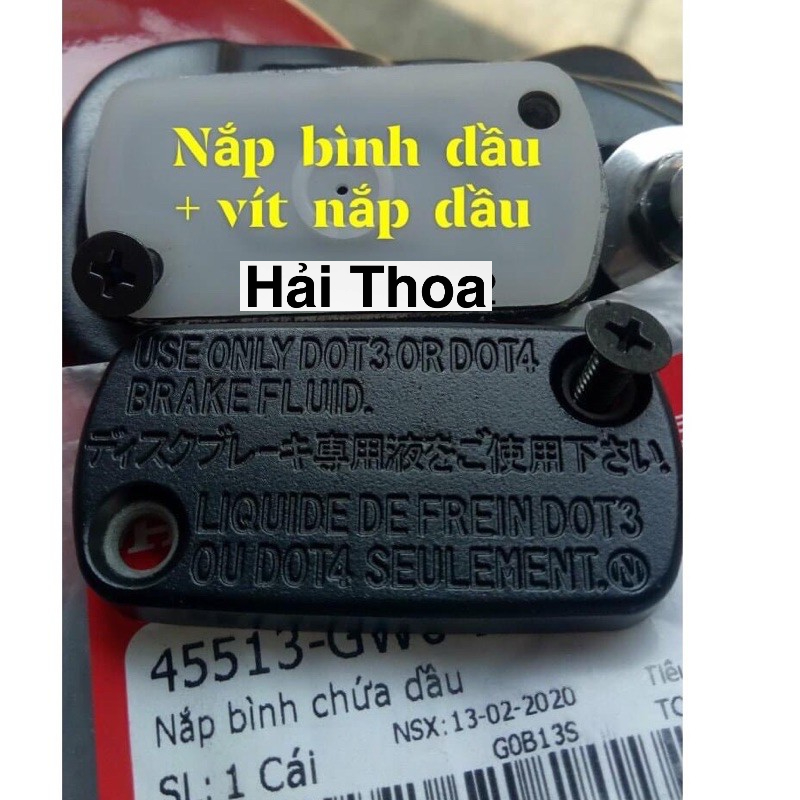 Nắp bình dầu
+ vít nắp dầu
Hải Thoa
USE ONLY DOT3 OR DOT4
BRAKE FLUID.
ディスクブレーキ専用液をご使用下さい.
LIQUIDE DE FREIN DOT3
OU DOT4 SEULEMENT. N
45513-GW0
Nắp bình chứa dầu
NSX:13-02-2020
G0B13S
SL: 1 Cái